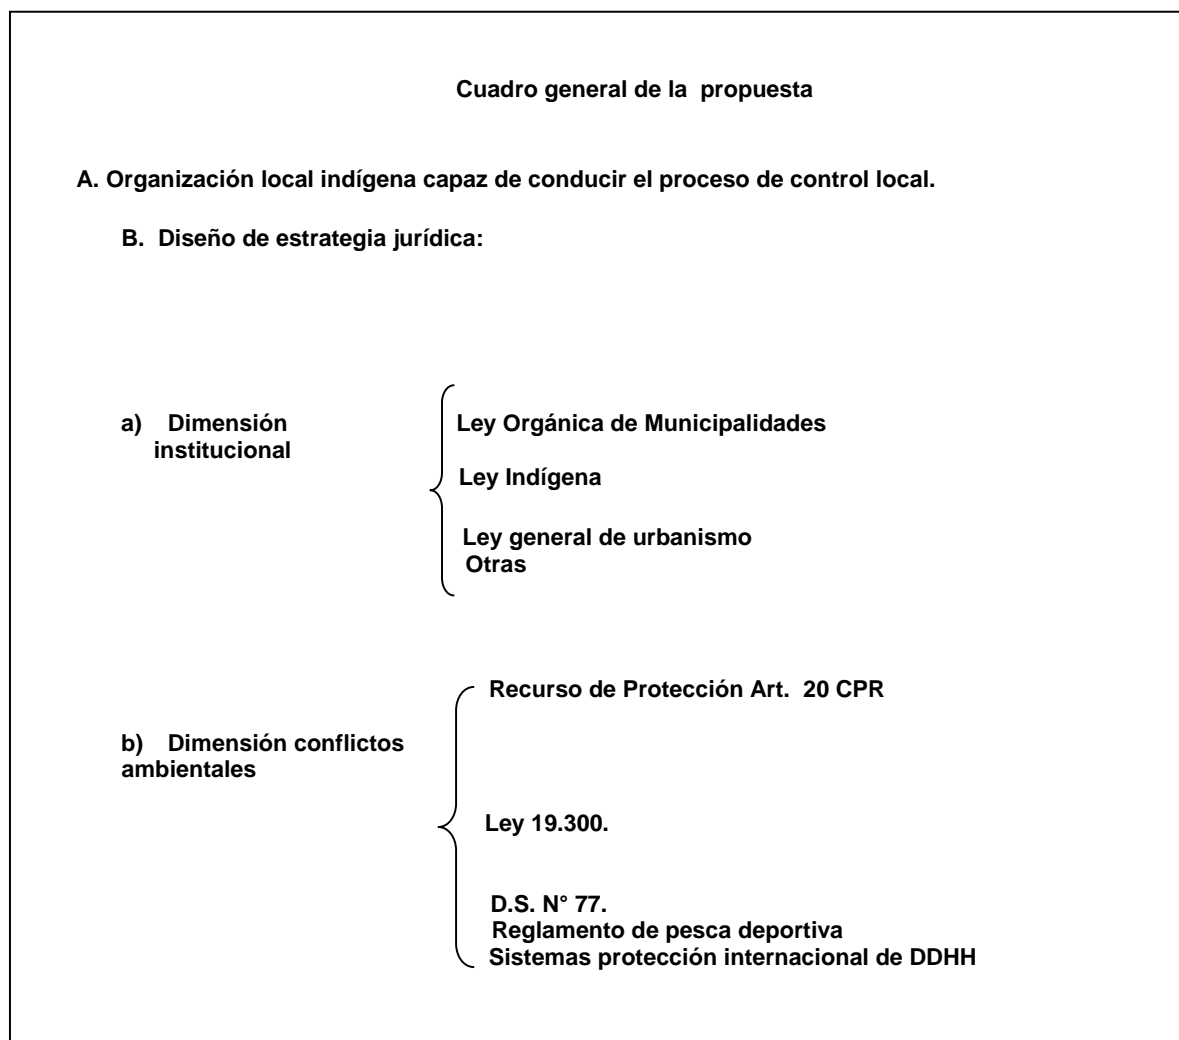 Cuadro general de la propuesta
A. Organización local indígena capaz de conducir el proceso de control local.
B. Diseño de estrategia jurídica:
a) Dimensión
institucional
Ley Orgánica de Municipalidades
Ley Indígena
Ley general de urbanismo
Otras
b) Dimensión conflictos
ambientales
Recurso de Protección Art. 20 CPR
Ley 19.300.
D.S. N° 77.
Reglamento de pesca deportiva
Sistemas protección internacional de DDHH